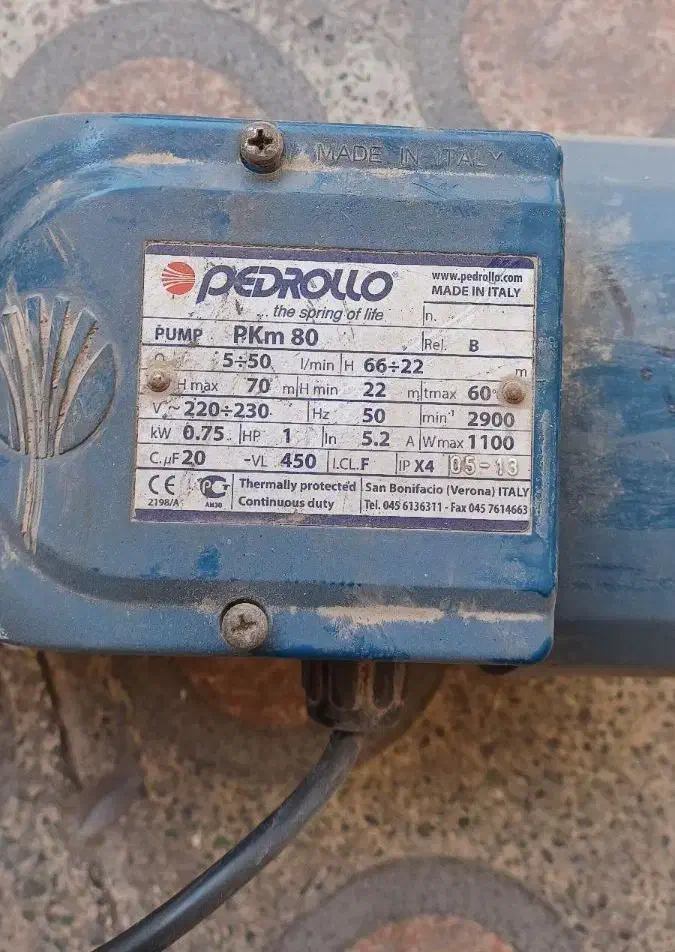 MADE IN ITALY
PEDROLLO®
the spring of life
www.pedrollo.com
MADE IN ITALY
n.
PUMP PKm 80 Rel. B
5÷50 l/min H 66÷22 m
H max 70 m H min 22 m tmax 60°
V~ 220÷230 Hz 50 min⁻¹ 2900
kW 0.75 HP 1 In 5.2 A W max 1100
C.µF 20 -VL 450 I.CL.F IP X4 05-13
CE
2198/A
PCT
AM30
Thermally protected
Continuous duty
San Bonifacio (Verona) ITALY
Tel. 045 6136311 - Fax 045 7614663